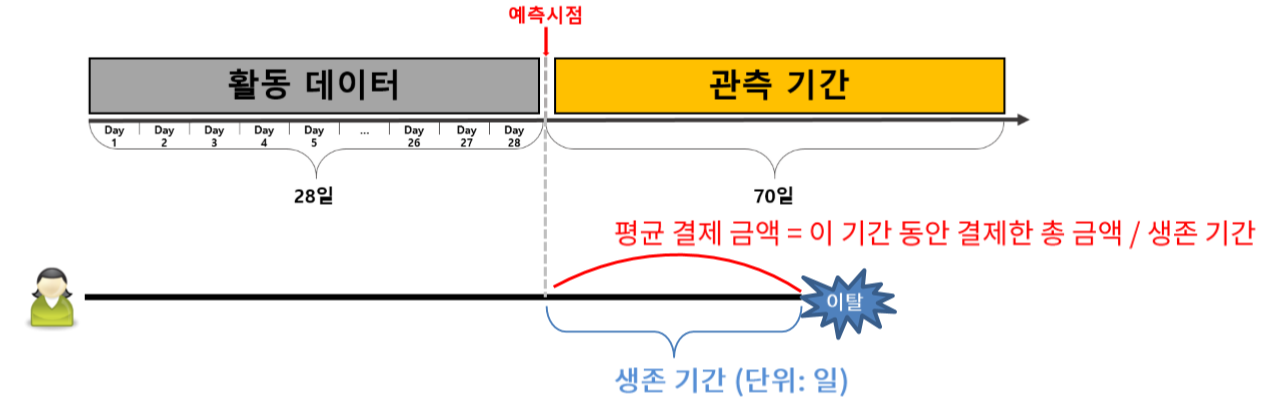 예측시점
활동 데이터
관측 기간
Day 1
Day 2
Day 3
Day 4
Day 5
...
Day 26
Day 27
Day 28
28일
70일
평균 결제 금액 = 이 기간 동안 결제한 총 금액 / 생존 기간
이탈
생존 기간 (단위: 일)